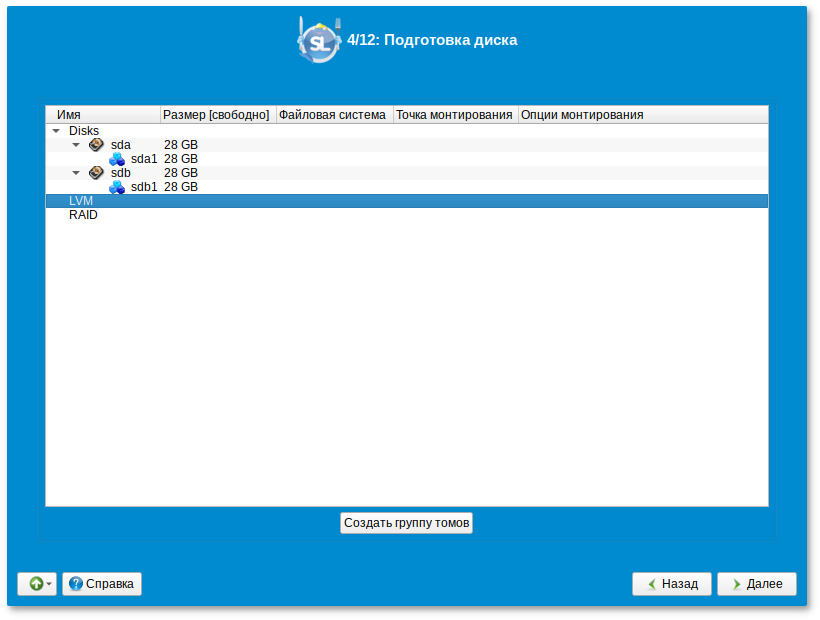 SL 4/12: Подготовка диска
Имя Размер [свободно] Файловая система Точка монтирования Опции монтирования
Disks
sda 28 GB
sda1 28 GB
sdb 28 GB
sdb1 28 GB
LVM
RAID
Создать группу томов
Справка Назад Далее